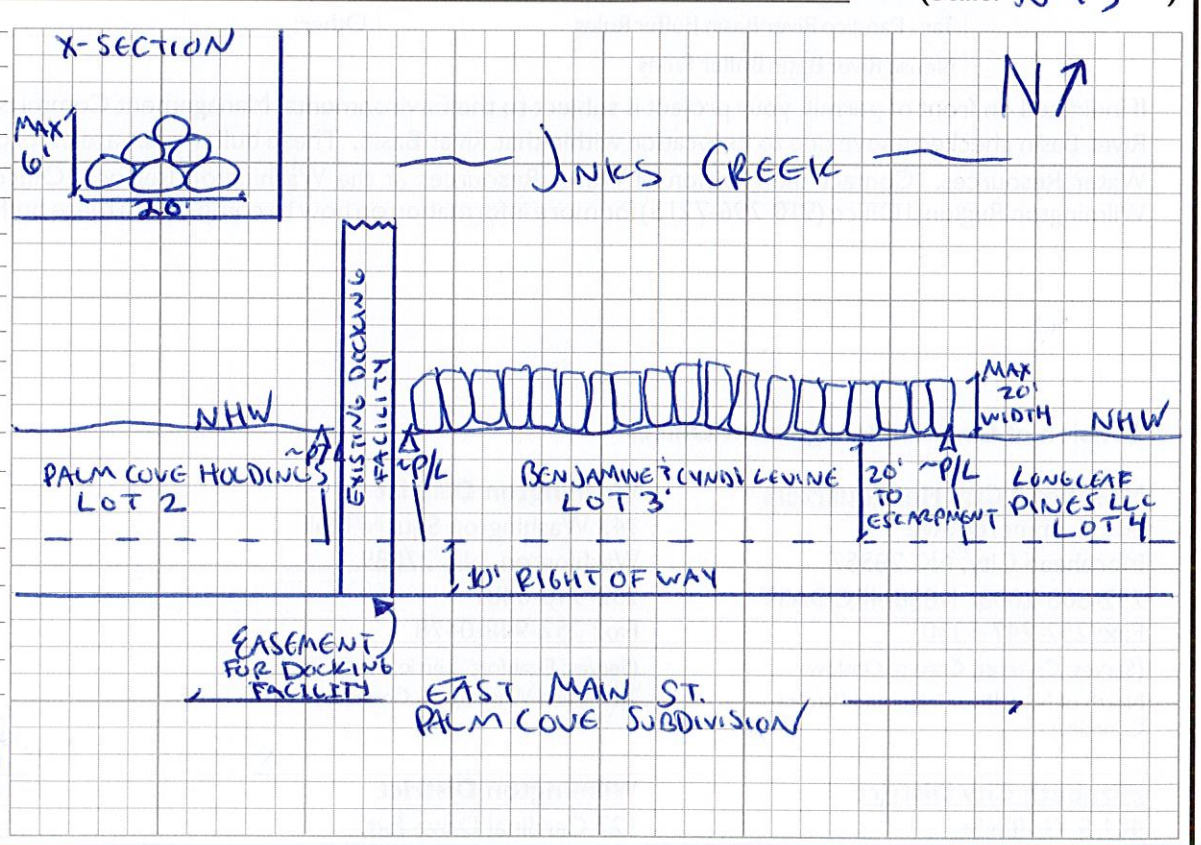 X-SECTION
MAX
6'
20'
N
JINKS CREEK
EXISTING DOCKING
FACILITY
MAX
20'
WIDTH
NHW
NHW
~P/L
~P/L
~P/L
PALM COVE HOLDINGS
LOT 2
BENJAMINE & CYNDI LEVINE
LOT 3
20'
TO
ESCARPMENT
LONGLEAF
PINES LLC
LOT 4
10' RIGHT OF WAY
EASEMENT
FOR DOCKING
FACILITY
EAST MAIN ST.
PALM COVE SUBDIVISION